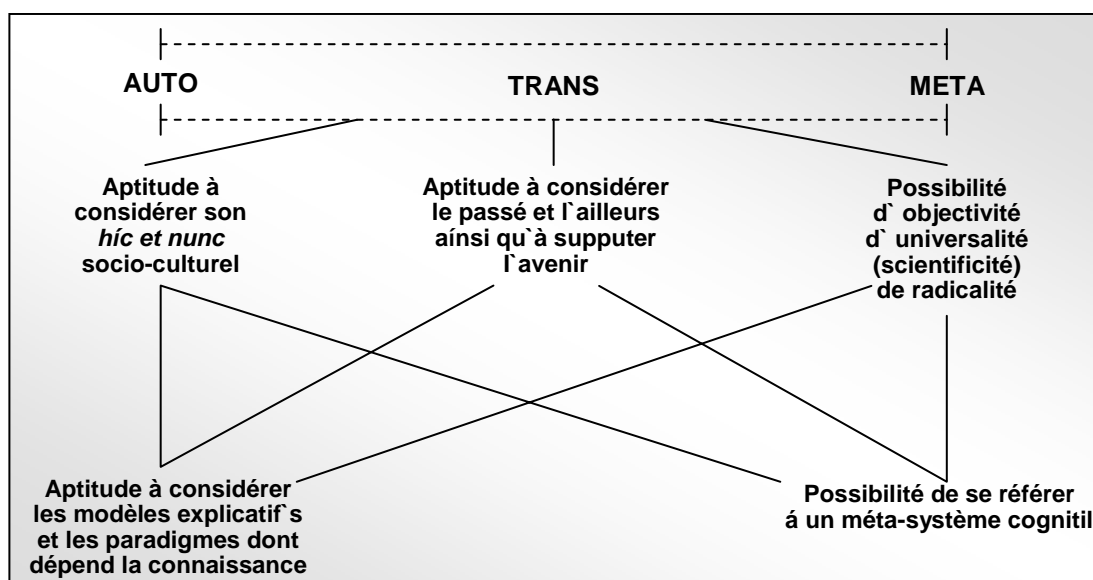 AUTO TRANS META
Aptitude à
considérer son
híc et nunc
socio-culturel
Aptitude à considérer
le passé et l`ailleurs
aínsi qu`à supputer
l`avenir
Possibilité
d` objectivité
d` universalité
(scientificité)
de radicalité
Aptitude à considérer
les modèles explicatif`s
et les paradigmes dont
dépend la connaissance
Possibilité de se référer
á un méta-système cognitil